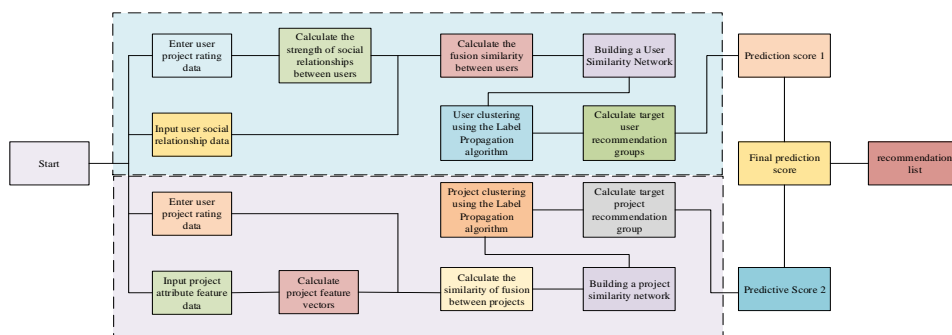 Start
Enter user
project rating
data
Calculate the
strength of social
relationships
between users
Calculate the
fusion similarity
between users
Building a User
Similarity Network
Prediction score 1
Input user social
relationship data
User clustering
using the Label
Propagation
algorithm
Calculate target
user
recommendation
groups
Final prediction
score
recommendation
list
Enter user
project rating
data
Project clustering
using the Label
Propagation
algorithm
Calculate target
project
recommendation
group
Input project
attribute feature
data
Calculate
project feature
vectors
Calculate the
similarity of fusion
between projects
Building a project
similarity network
Predictive Score 2